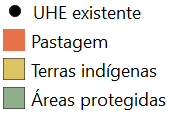 UHE existente
Pastagem
Terras indígenas
Áreas protegidas